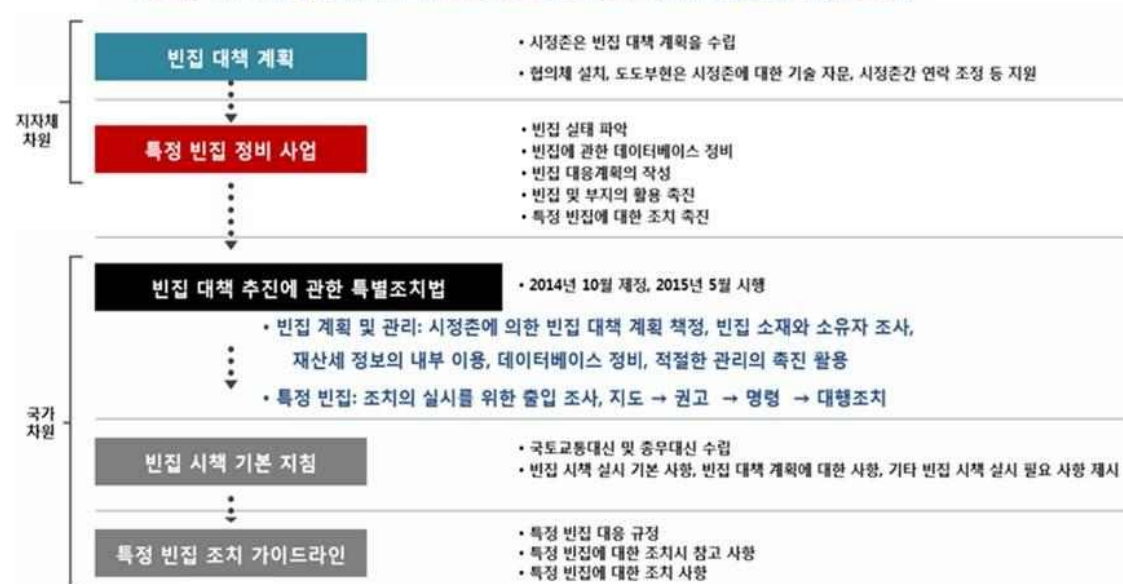 빈집 대책 계획
• 시정촌은 빈집 대책 계획을 수립
• 협의체 설치, 도도부현은 시정촌에 대한 기술 자문, 시정촌간 연락 조정 등 지원
지자체
차원
특정 빈집 정비 사업
• 빈집 실태 파악
• 빈집에 관한 데이터베이스 정비
• 빈집 대응계획의 작성
• 빈집 및 부지의 활용 촉진
• 특정 빈집에 대한 조치 촉진
빈집 대책 추진에 관한 특별조치법
• 2014년 10월 제정, 2015년 5월 시행
• 빈집 계획 및 관리: 시정촌에 의한 빈집 대책 계획 책정, 빈집 소재와 소유자 조사,
재산세 정보의 내부 이용, 데이터베이스 정비, 적절한 관리의 촉진 활용
• 특정 빈집: 조치의 실시를 위한 출입 조사, 지도 → 권고 → 명령 → 대행조치
국가
차원
빈집 시책 기본 지침
• 국토교통대신 및 총무대신 수립
• 빈집 시책 실시 기본 사항, 빈집 대책 계획에 대한 사항, 기타 빈집 시책 실시 필요 사항 제시
특정 빈집 조치 가이드라인
• 특정 빈집 대응 규정
• 특정 빈집에 대한 조치시 참고 사항
• 특정 빈집에 대한 조치 사항